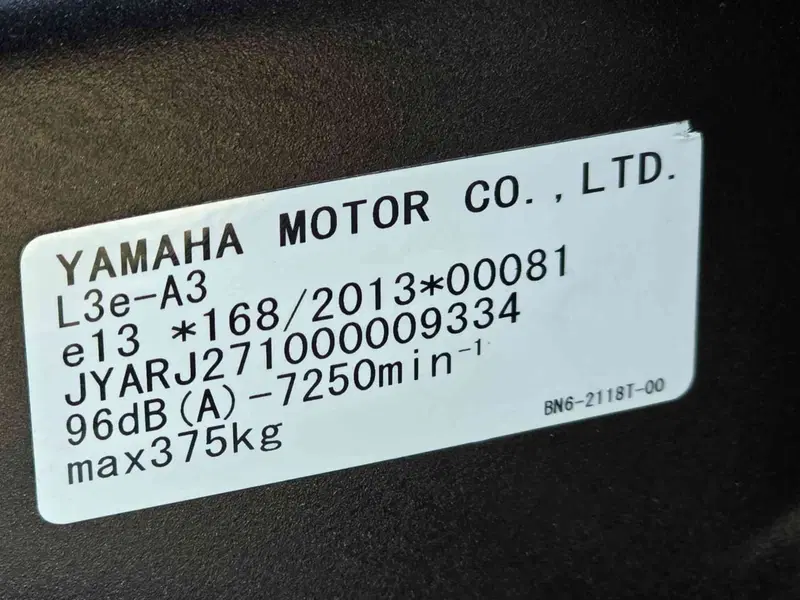 YAMAHA MOTOR CO.,LTD.
L3e-A3
e13 *168/2013*00081
JYARJ271000009334
96dB(A)-7250min⁻¹
max375kg
BN6-2118T-00